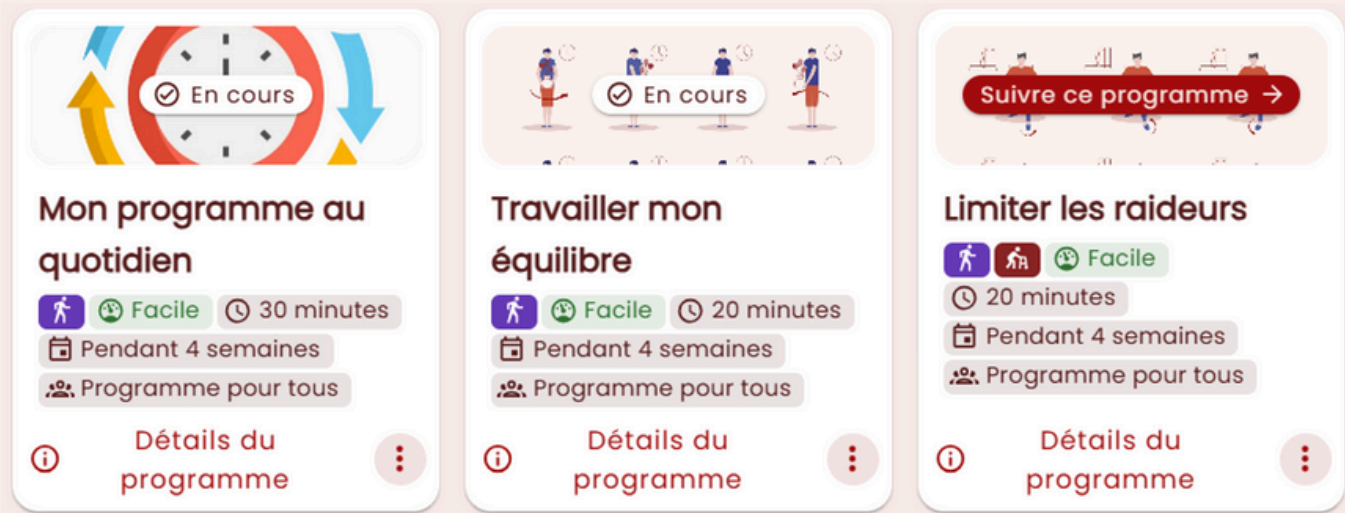 En cours
Mon programme au
quotidien
Facile
30 minutes
Pendant 4 semaines
Programme pour tous
Détails du
programme
En cours
Travailler mon
équilibre
Facile
20 minutes
Pendant 4 semaines
Programme pour tous
Détails du
programme
Suivre ce programme →
Limiter les raideurs
Facile
20 minutes
Pendant 4 semaines
Programme pour tous
Détails du
programme